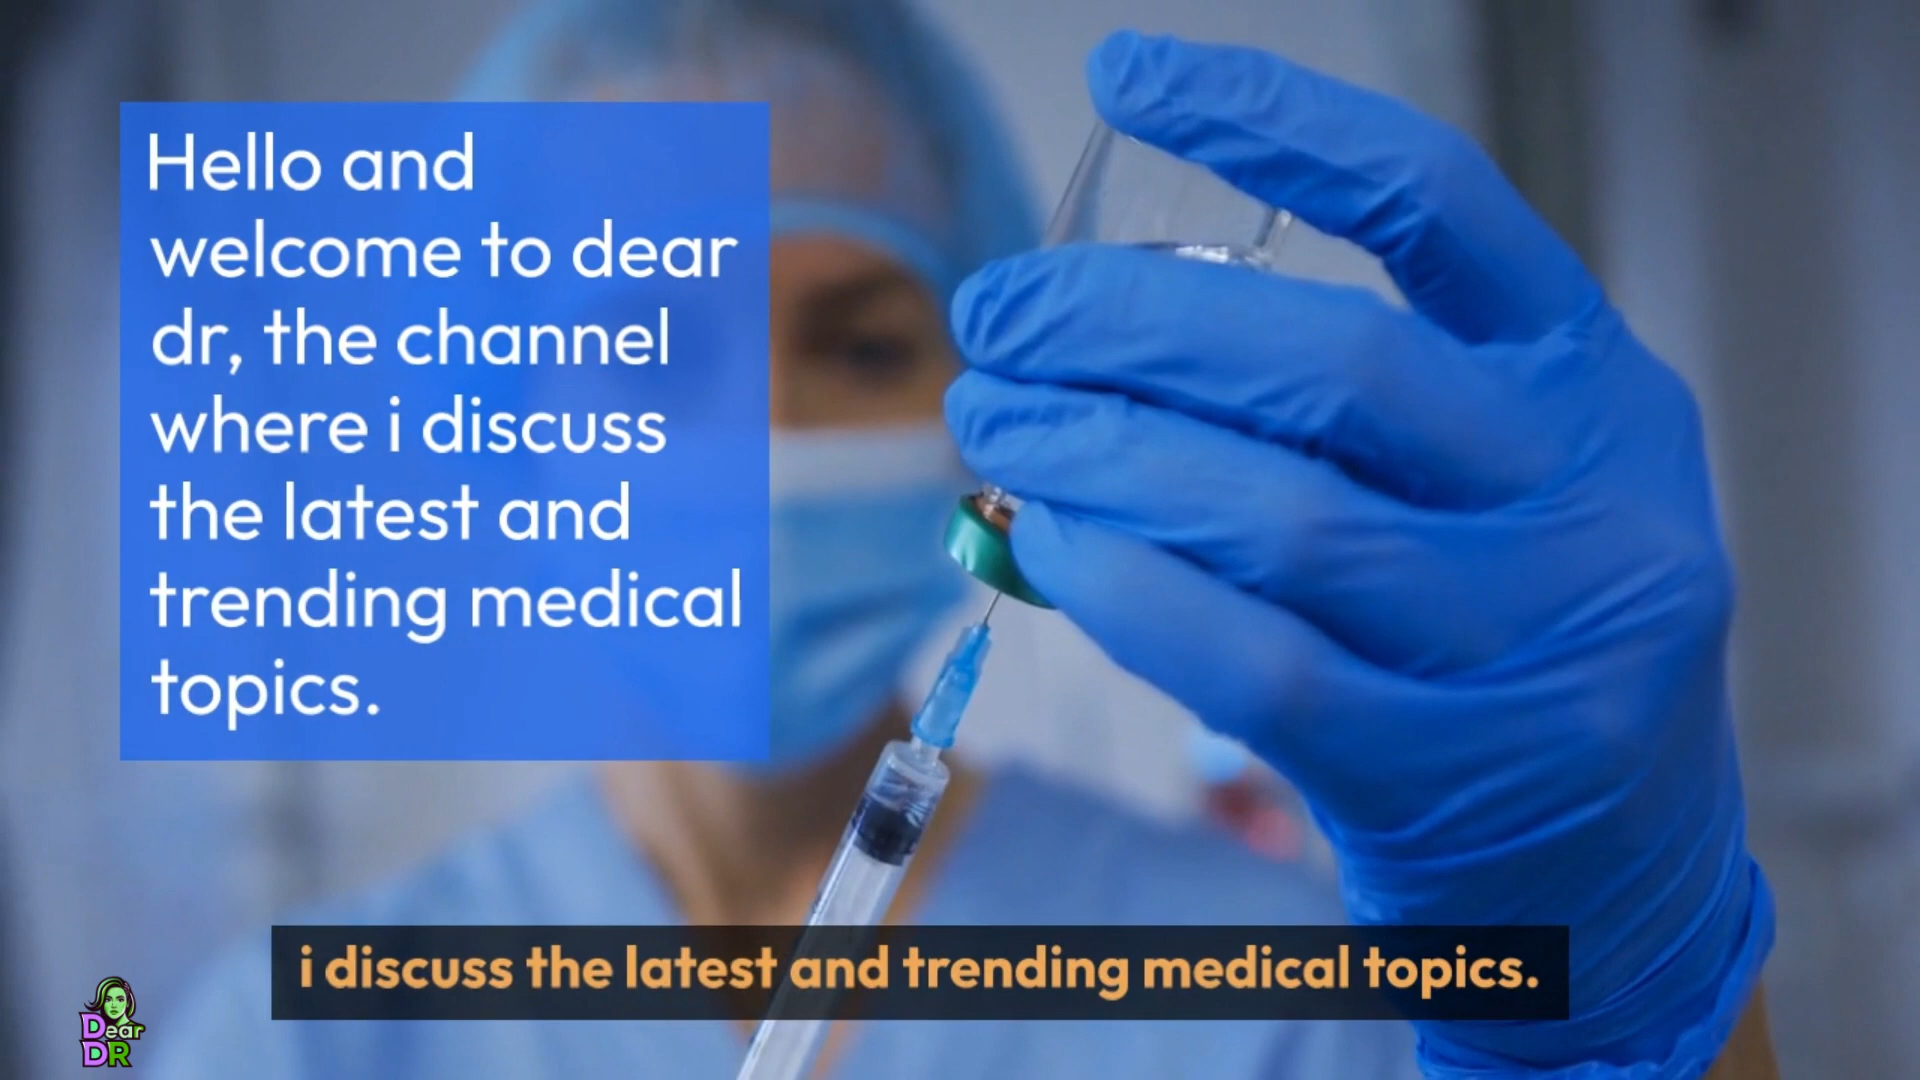 Hello and
welcome to dear
dr, the channel
where i discuss
the latest and
trending medical
topics.
i discuss the latest and trending medical topics.
Dear
DR